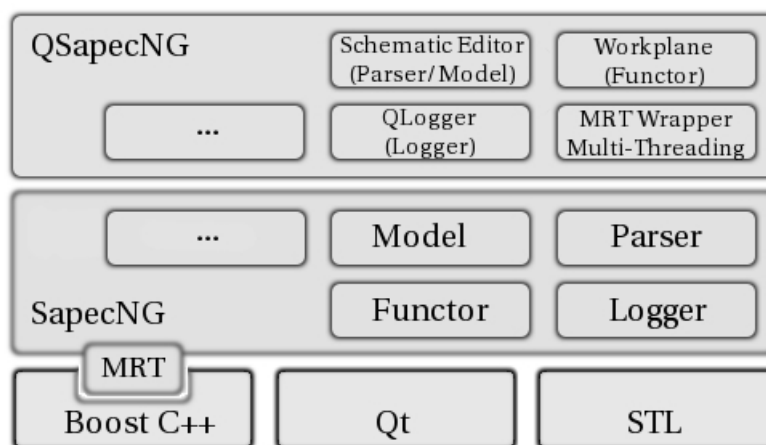 QSapecNG
Schematic Editor
(Parser/Model)
Workplane
(Functor)
...
QLogger
(Logger)
MRT Wrapper
Multi-Threading
...
Model
Parser
SapecNG
Functor
Logger
MRT
Boost C++
Qt
STL